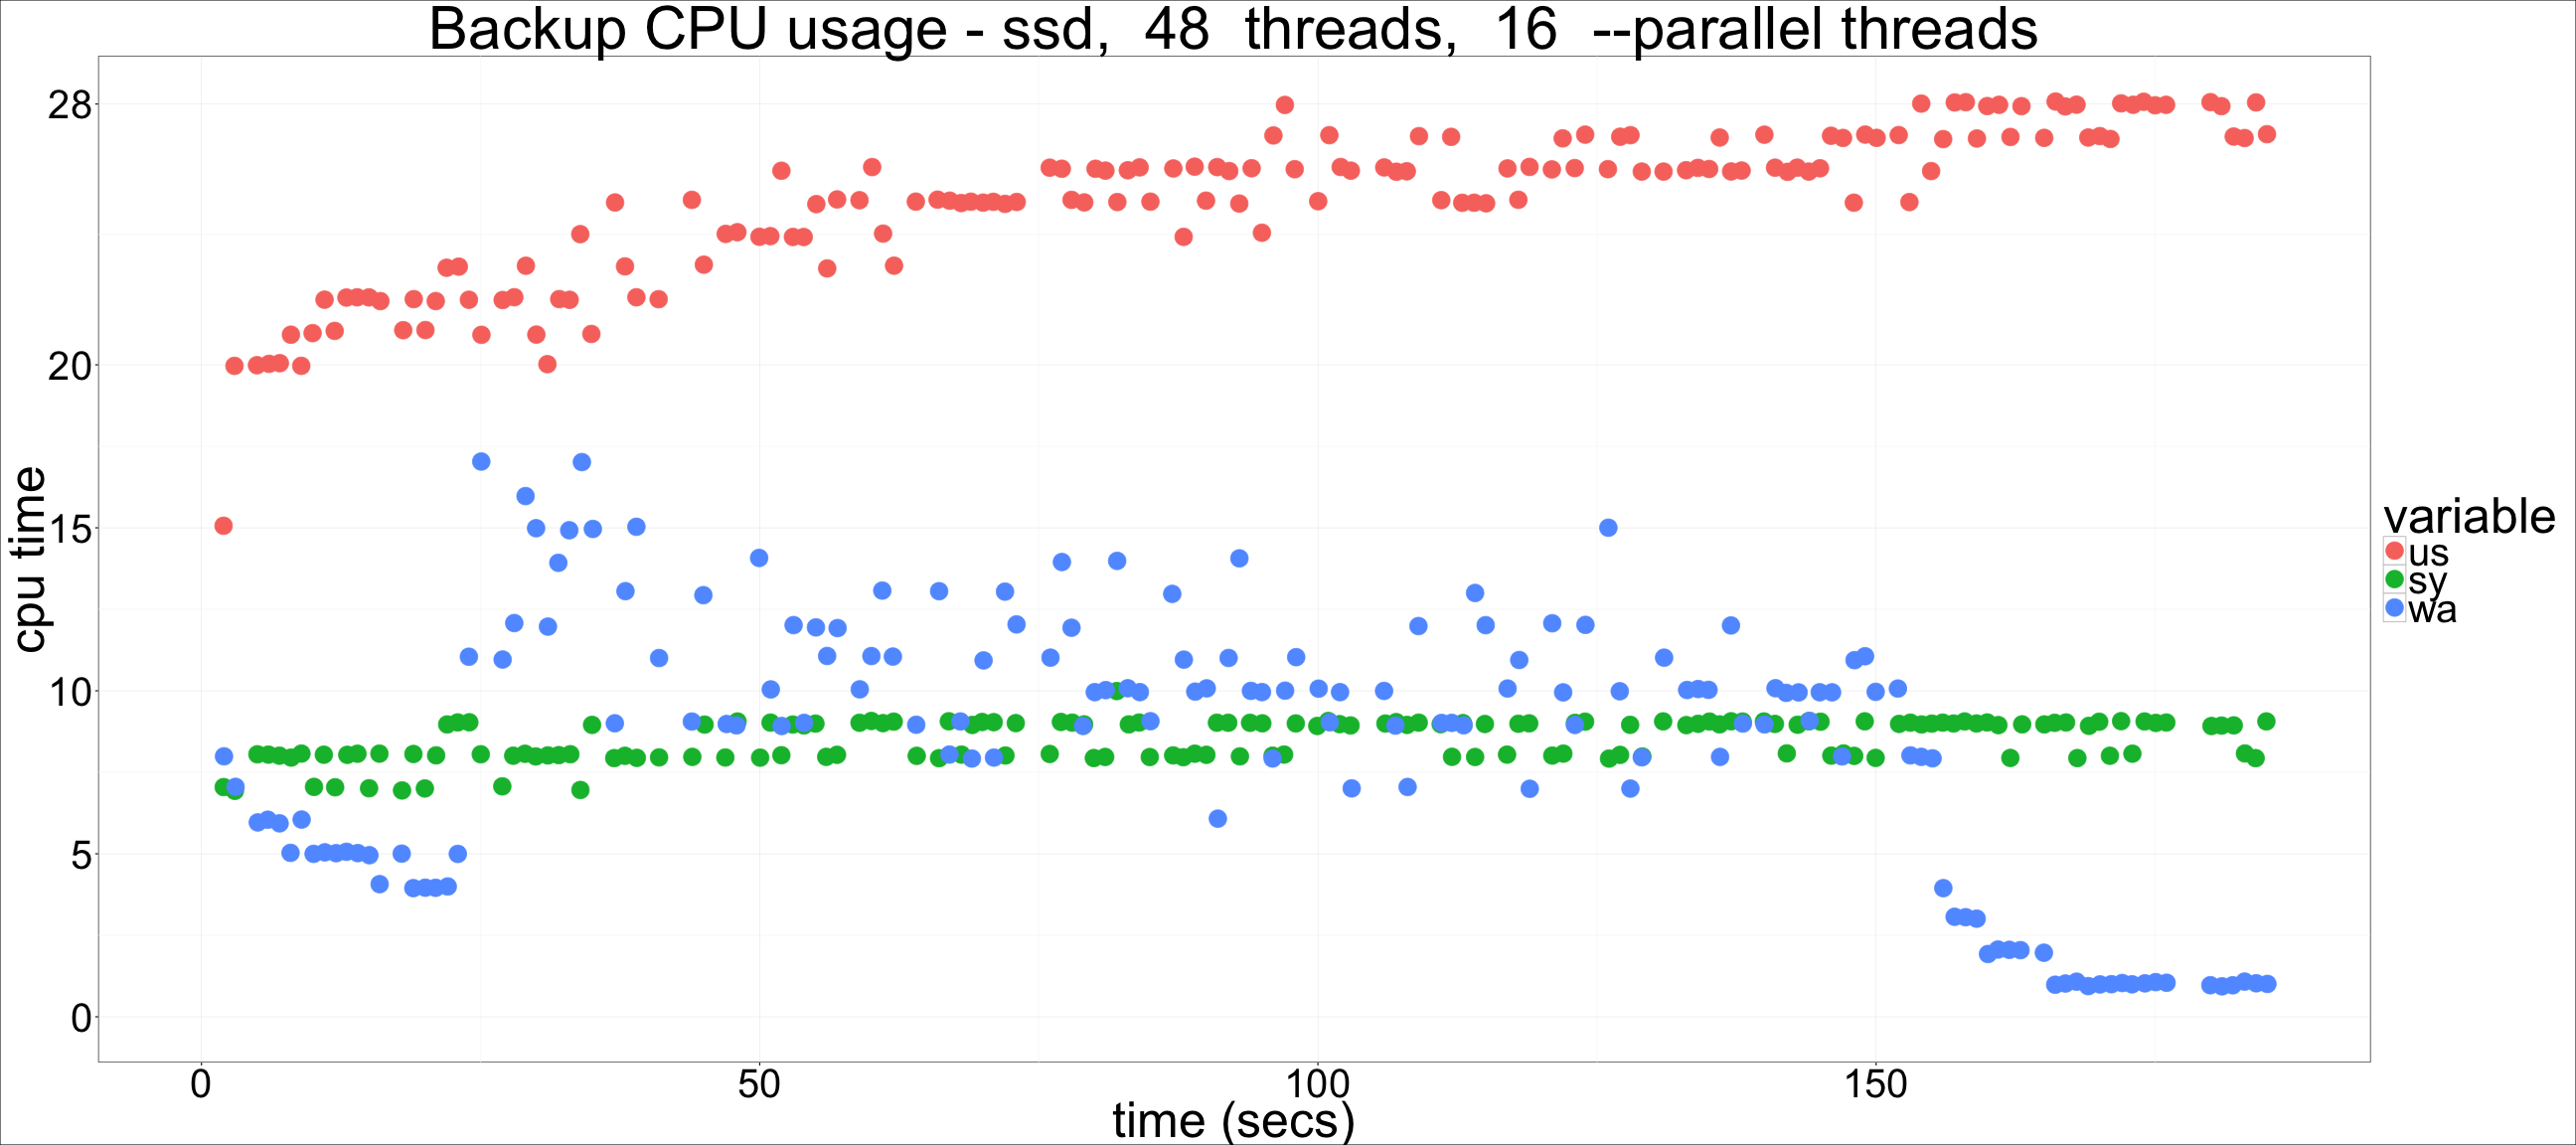 Backup CPU usage - ssd, 48 threads, 16 --parallel threads
28
20
15
10
5
0
cpu time
0 50 100 150
time (secs)
variable
us
sy
wa